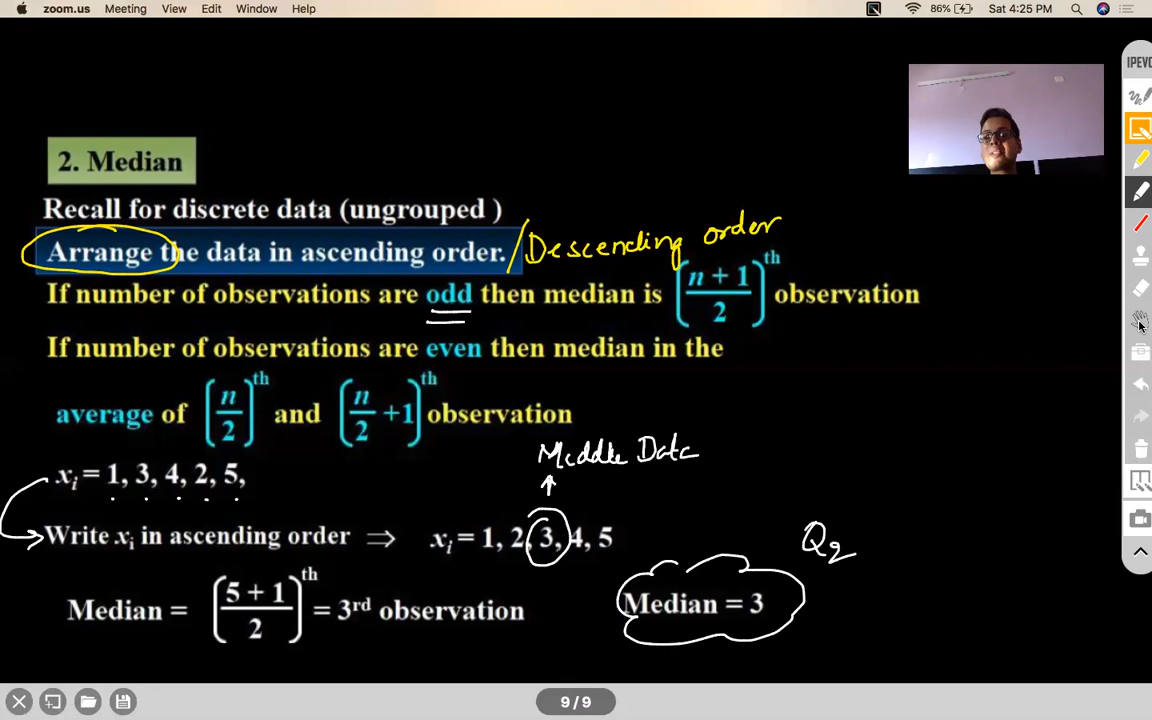 zoom.us Meeting View Edit Window Help 86% Sat 4:25 PM
IPEVO
2. Median
Recall for discrete data (ungrouped )
Arrange the data in ascending order. / Descending order
If number of observations are odd then median is (n + 1 / 2)th observation
If number of observations are even then median in the
average of (n / 2)th and (n / 2 +1)th observation
Middle Data
xi = 1, 3, 4, 2, 5,
Write xi in ascending order ⇒ xi = 1, 2, 3, 4, 5
Q2
Median = (5 + 1 / 2)th = 3rd observation Median = 3
9 / 9